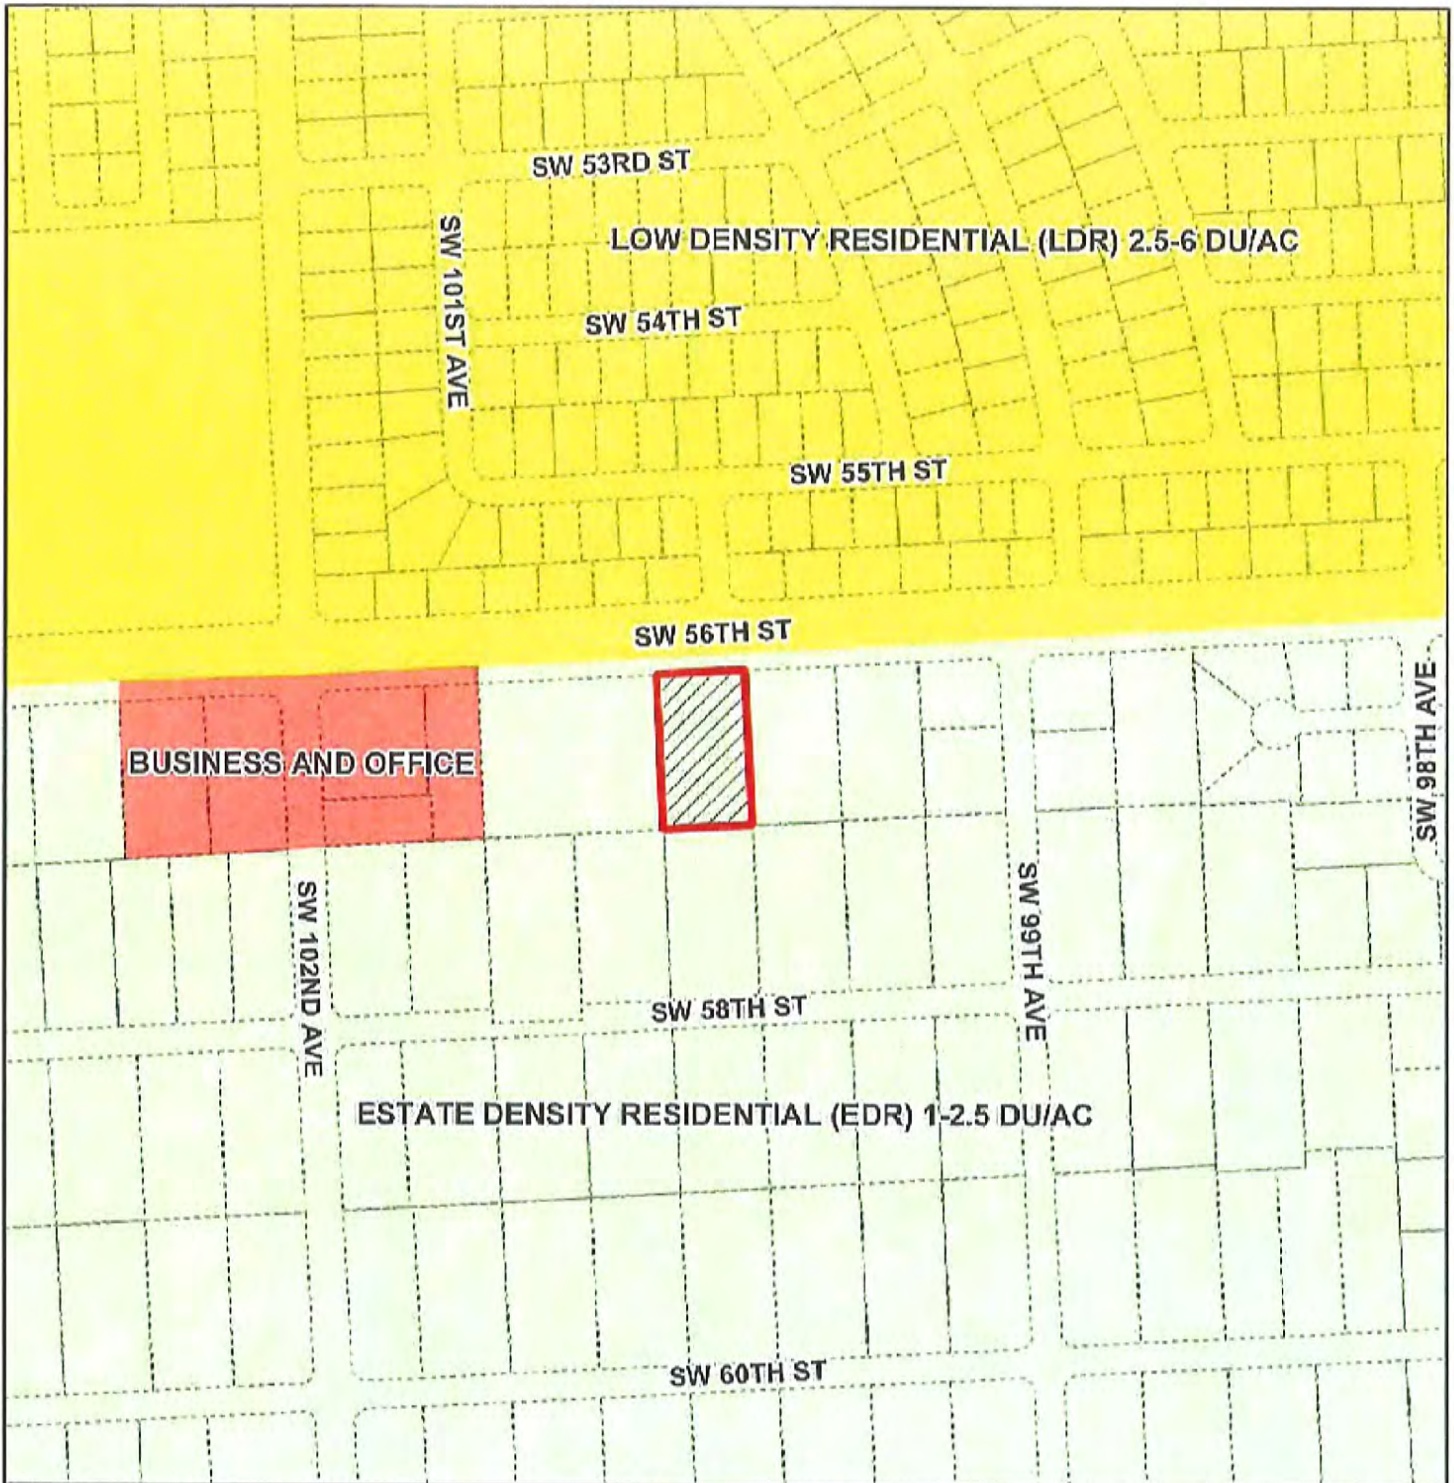 SW 53RD ST
SW 101ST AVE
LOW DENSITY RESIDENTIAL (LDR) 2.5-6 DU/AC
SW 54TH ST
SW 55TH ST
SW 56TH ST
BUSINESS AND OFFICE
SW 98TH AVE
SW 102ND AVE
SW 99TH AVE
SW 58TH ST
ESTATE DENSITY RESIDENTIAL (EDR) 1-2.5 DU/AC
SW 60TH ST